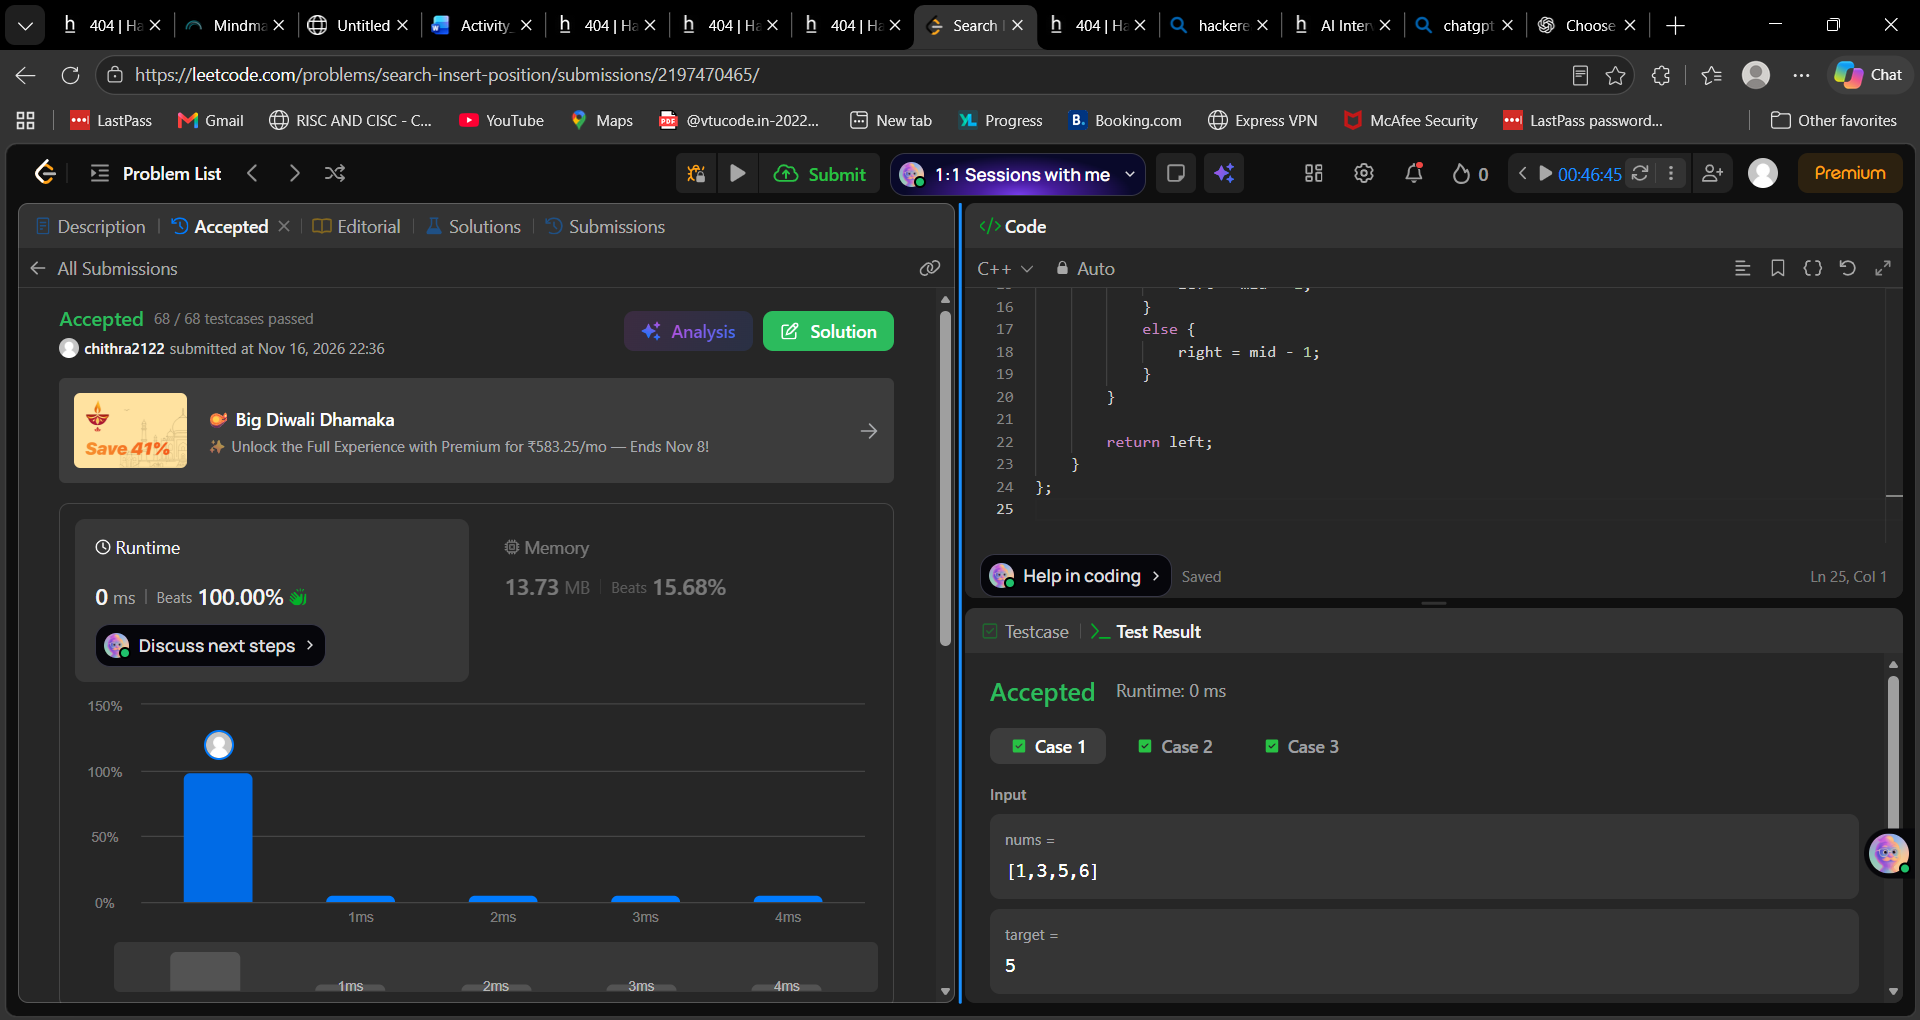 404 | Ha
Mindma
Untitled
Activity_
404 | Ha
404 | Ha
404 | Ha
Search I
404 | Ha
hackere
AI Inter
chatgpt
Choose
https://leetcode.com/problems/search-insert-position/submissions/2197470465/
Chat
LastPass
Gmail
RISC AND CISC - C...
YouTube
Maps
@vtucode.in-2022...
New tab
Progress
Booking.com
Express VPN
McAfee Security
LastPass password...
Other favorites
Problem List
Submit
1:1 Sessions with me
0
00:46:45
Premium
Description
Accepted
Editorial
Solutions
Submissions
All Submissions
Accepted 68 / 68 testcases passed
chithra2122 submitted at Nov 16, 2026 22:36
Analysis
Solution
Save 41%
Big Diwali Dhamaka
Unlock the Full Experience with Premium for ₹583.25/mo — Ends Nov 8!
Runtime
0 ms | Beats 100.00%
Discuss next steps
Memory
13.73 MB | Beats 15.68%
150%
100%
50%
0%
1ms 2ms 3ms 4ms
1ms 2ms 3ms 4ms
Code
C++ Auto
16 }
17 else {
18 right = mid - 1;
19 }
20 }
21
22 return left;
23 }
24 };
25
Help in coding
Saved
Ln 25, Col 1
Testcase
Test Result
Accepted Runtime: 0 ms
Case 1 Case 2 Case 3
Input
nums =
[1,3,5,6]
target =
5